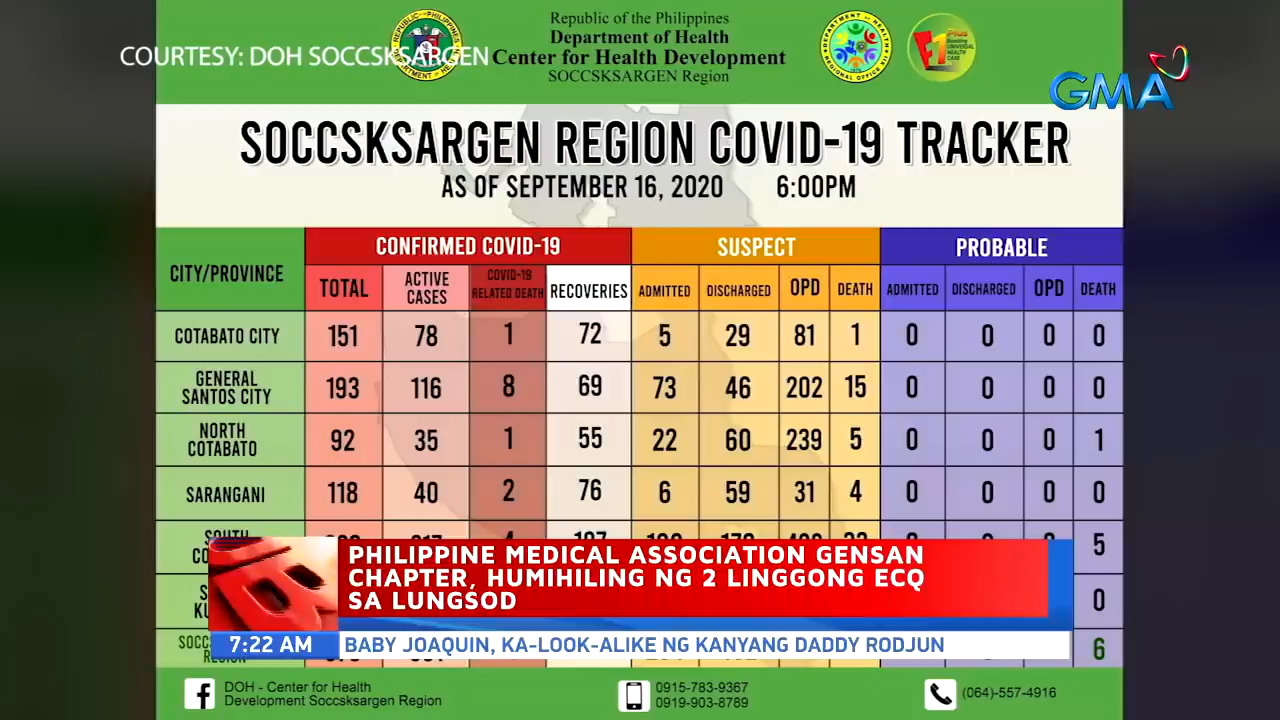 COURTESY: DOH SOCCSKSARGEN
Republic of the Philippines
Department of Health
Center for Health Development
SOCCSKSARGEN Region
GMA
SOCCSKSARGEN REGION COVID-19 TRACKER
AS OF SEPTEMBER 16, 2020 6:00PM
CITY/PROVINCE CONFIRMED COVID-19 SUSPECT PROBABLE
TOTAL ACTIVE CASES COVID-19 RELATED DEATH RECOVERIES ADMITTED DISCHARGED OPD DEATH ADMITTED DISCHARGED OPD DEATH
COTABATO CITY 151 78 1 72 5 29 81 1 0 0 0 0
GENERAL SANTOS CITY 193 116 8 69 73 46 202 15 0 0 0 0
NORTH COTABATO 92 35 1 55 22 60 239 5 0 0 0 1
SARANGANI 118 40 2 76 6 59 31 4 0 0 0 0
SOUTH 5
0
6
PHILIPPINE MEDICAL ASSOCIATION GENSAN
CHAPTER, HUMIHILING NG 2 LINGGONG ECQ
SA LUNGSOD
7:22 AM BABY JOAQUIN, KA-LOOK-ALIKE NG KANYANG DADDY RODJUN
DOH - Center for Health
Development Soccsksargen Region
0915-783-9367
0919-903-8789
(064)-557-4916